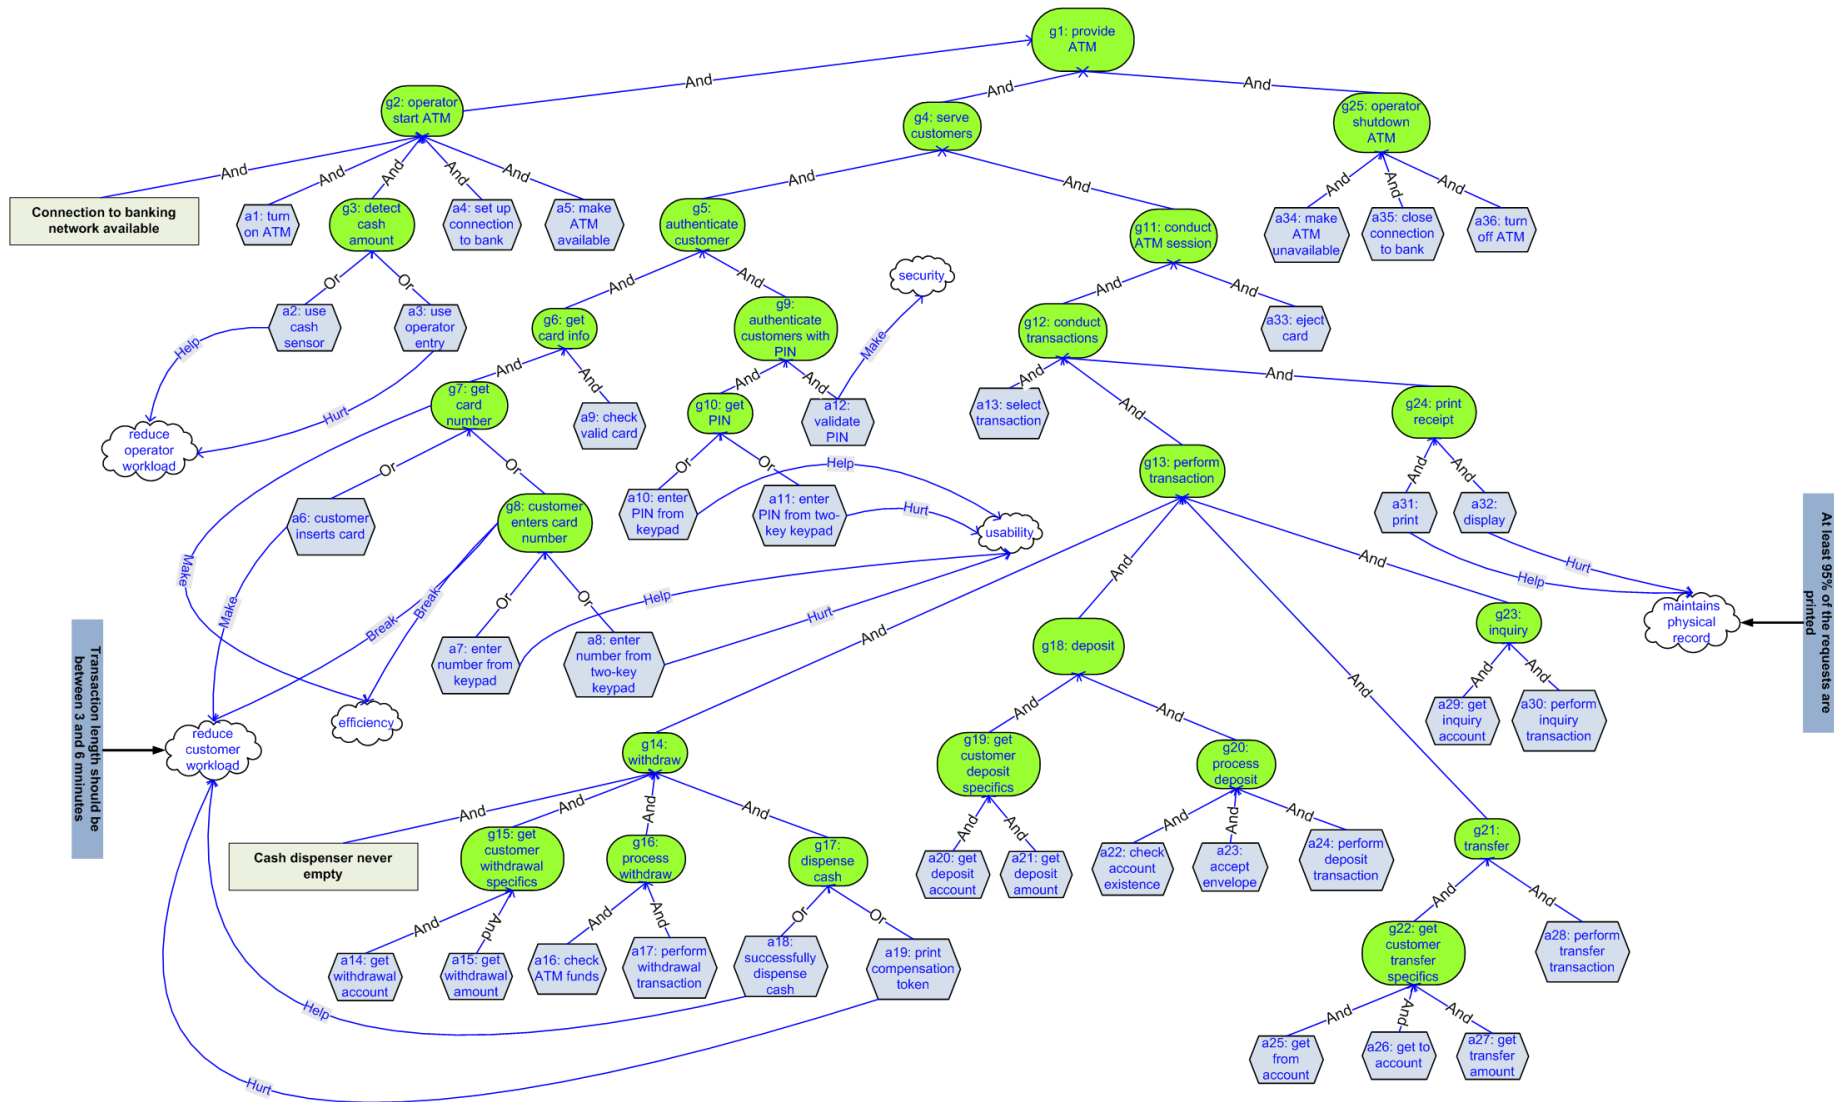 g1: provide
ATM
And
And
And
g2: operator
start ATM
g4: serve
customers
g25: operator
shutdown
ATM
And
And
And
And
And
And
And
And
And
And
Connection to banking
network available
a1: turn
on ATM
g3: detect
cash
amount
a4: set up
connection
to bank
a5: make
ATM
available
g5:
authenticate
customer
g11: conduct
ATM session
a34: make
ATM
unavailable
a35: close
connection
to bank
a36: turn
off ATM
Or
Or
And
And
security
And
And
a2: use
cash
sensor
a3: use
operator
entry
g6: get
card info
g9:
authenticate
customers with
PIN
g12: conduct
transactions
a33: eject
card
Help
Make
And
And
And
And
And
And
And
g7: get
card
number
a9: check
valid card
g10: get
PIN
a12:
validate
PIN
a13: select
transaction
And
g24: print
receipt
Hurt
reduce
operator
workload
Or
Or
Or
Or
Help
g13: perform
transaction
And
And
a6: customer
inserts card
g8: customer
enters card
number
a10: enter
PIN from
keypad
a11: enter
PIN from two-
key keypad
Hurt
usability
a31:
print
a32:
display
At least 95% of the requests are
printed
Make
Make
Break
Break
Or
Or
Help
Hurt
And
And
Help
Hurt
maintains
physical
record
Transaction length should be
between 3 and 6 mninutes
a7: enter
number from
keypad
a8: enter
number from
two-key
keypad
And
g18: deposit
g23:
inquiry
And
And
And
efficiency
reduce
customer
workload
And
And
a29: get
inquiry
account
a30: perform
inquiry
transaction
g14:
withdraw
g19: get
customer
deposit
specifics
g20:
process
deposit
And
And
And
And
Cash dispenser never
empty
g15: get
customer
withdrawal
specifics
g16:
process
withdraw
g17:
dispense
cash
And
And
And
And
And
a20: get
deposit
account
a21: get
deposit
amount
a22: check
account
existence
a23:
accept
envelope
a24: perform
deposit
transaction
g21:
transfer
And
And
And
And
Or
Or
And
And
a14: get
withdrawal
account
a15: get
withdrawal
amount
a16: check
ATM funds
a17: perform
withdrawal
transaction
a18:
successfully
dispense
cash
a19: print
compensation
token
g22: get
customer
transfer
specifics
a28: perform
transfer
transaction
Help
And
And
And
a25: get
from
account
a26: get to
account
a27: get
transfer
amount
Hurt